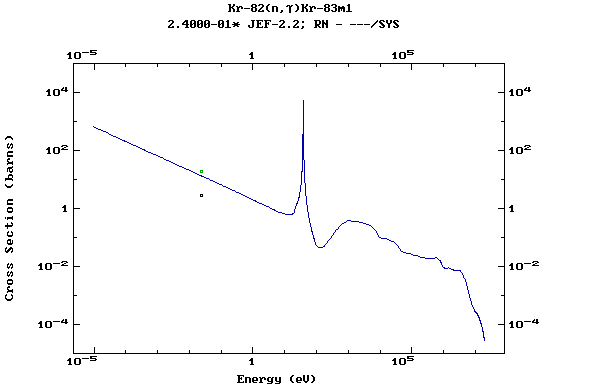 Kr-82(n,γ)Kr-83m1
2.4000-01* JEF-2.2; RN - ---/SYS
10-5 1 105
104 104
102 102
1 1
10-2 10-2
10-4 10-4
10-5 1 105
Cross Section (barns)
Energy (eV)